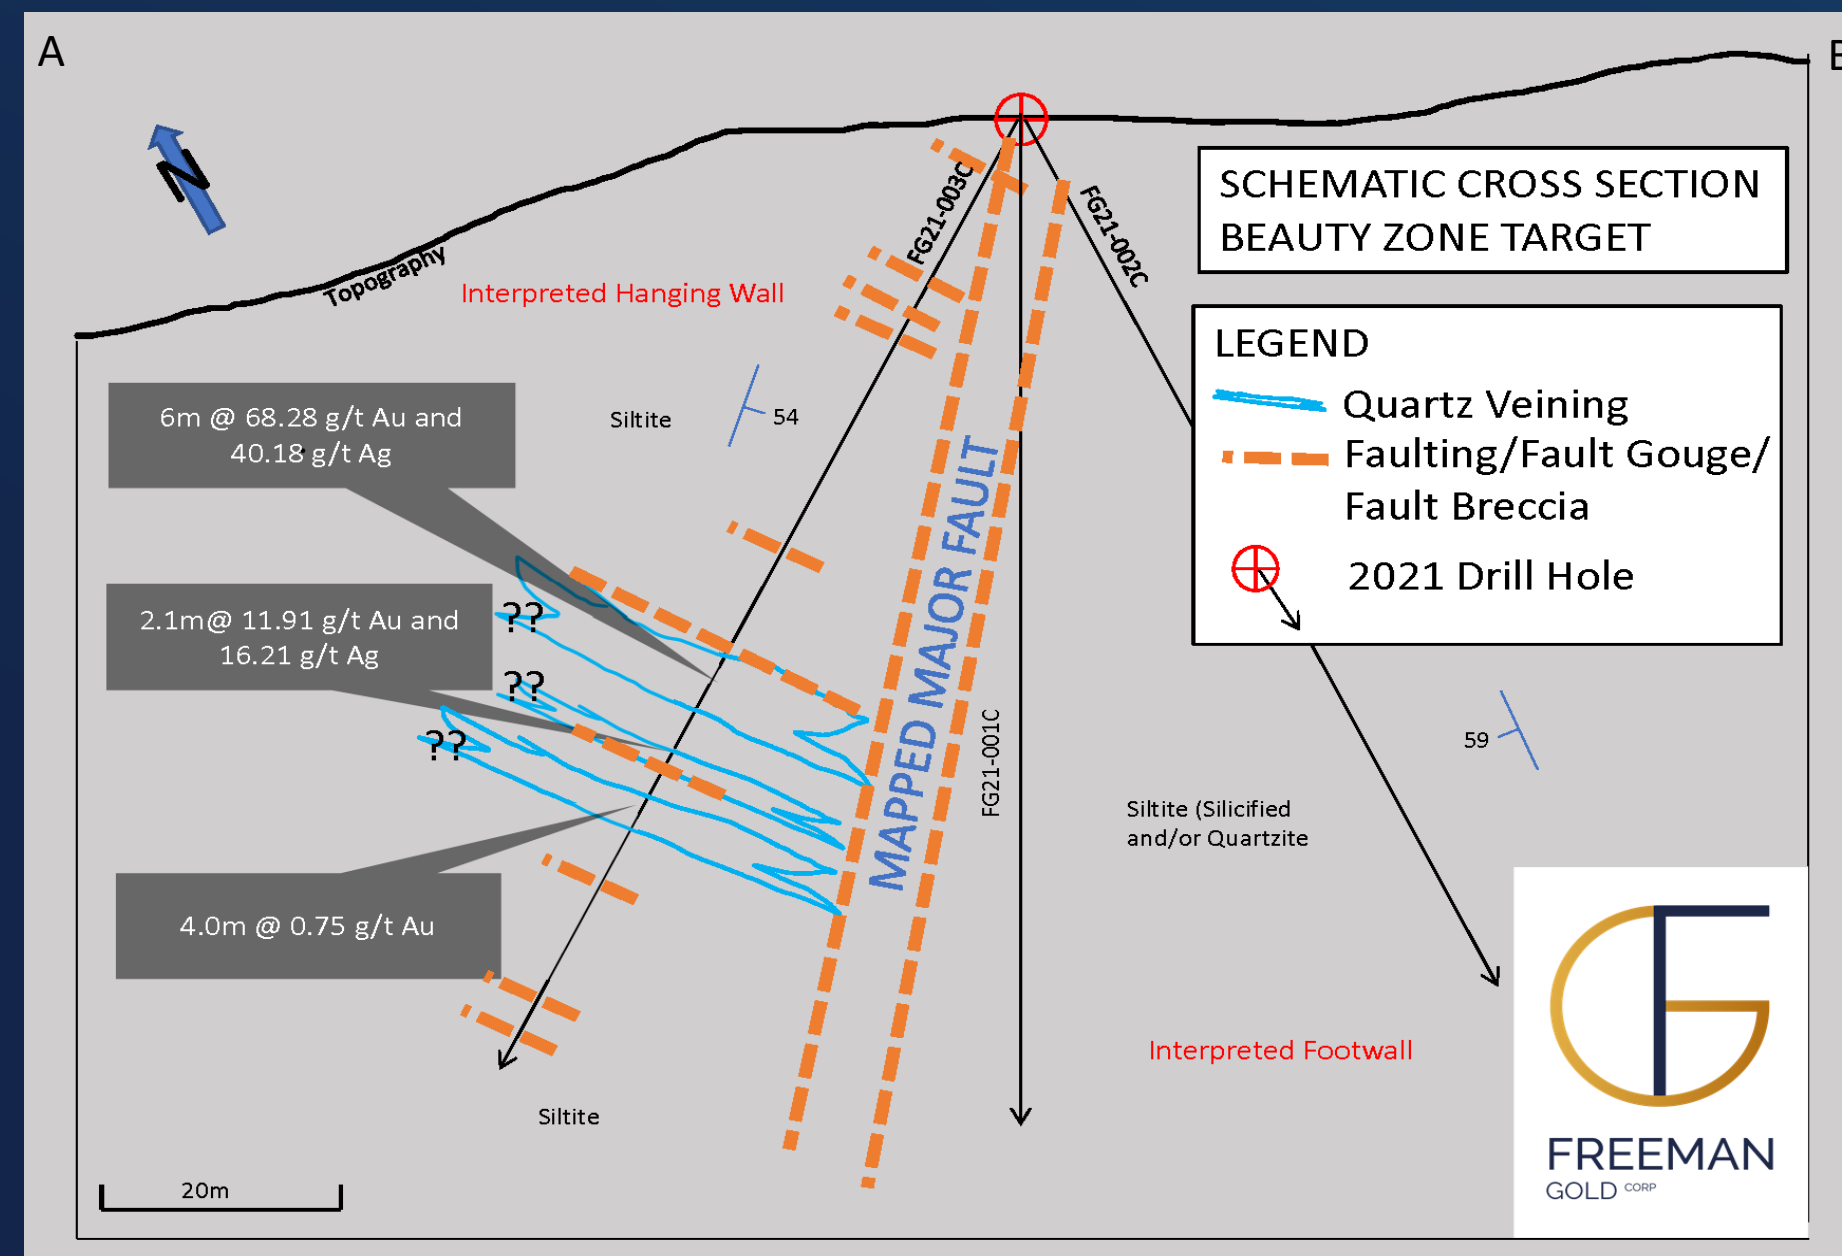 A
B
N
SCHEMATIC CROSS SECTION
BEAUTY ZONE TARGET
Topography
Interpreted Hanging Wall
FG21-003C
FG21-002C
LEGEND
Quartz Veining
Faulting/Fault Gouge/
Fault Breccia
2021 Drill Hole
6m @ 68.28 g/t Au and
40.18 g/t Ag
Siltite
54
MAPPED MAJOR FAULT
2.1m@ 11.91 g/t Au and
16.21 g/t Ag
??
??
??
FG21-001C
59
Siltite (Silicified
and/or Quartzite
4.0m @ 0.75 g/t Au
Interpreted Footwall
Siltite
20m
FREEMAN
GOLD CORP